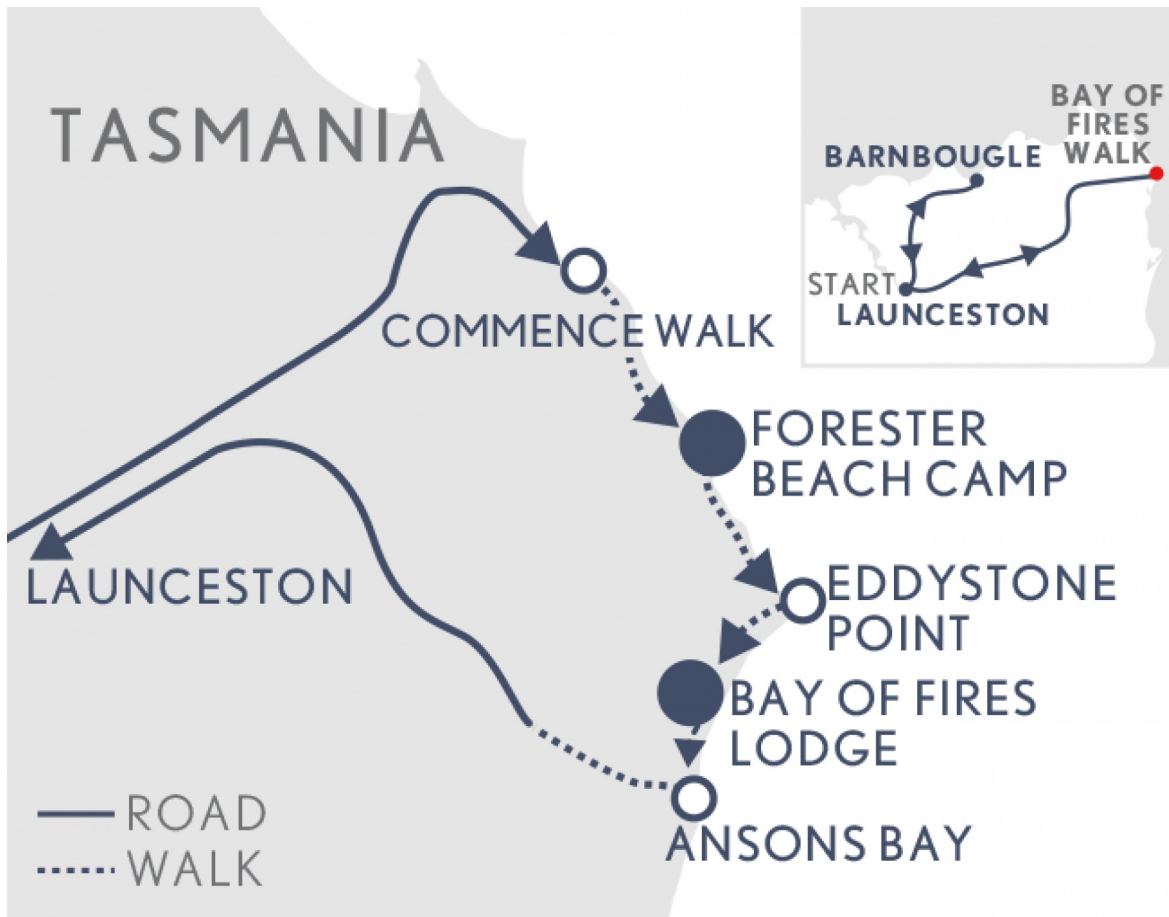 TASMANIA
BAY OF
FIRES
WALK
BARNBOUGLE
START
LAUNCESTON
COMMENCE WALK
FORESTER
BEACH CAMP
EDDYSTONE
POINT
LAUNCESTON
BAY OF FIRES
LODGE
ANSONS BAY
ROAD
WALK